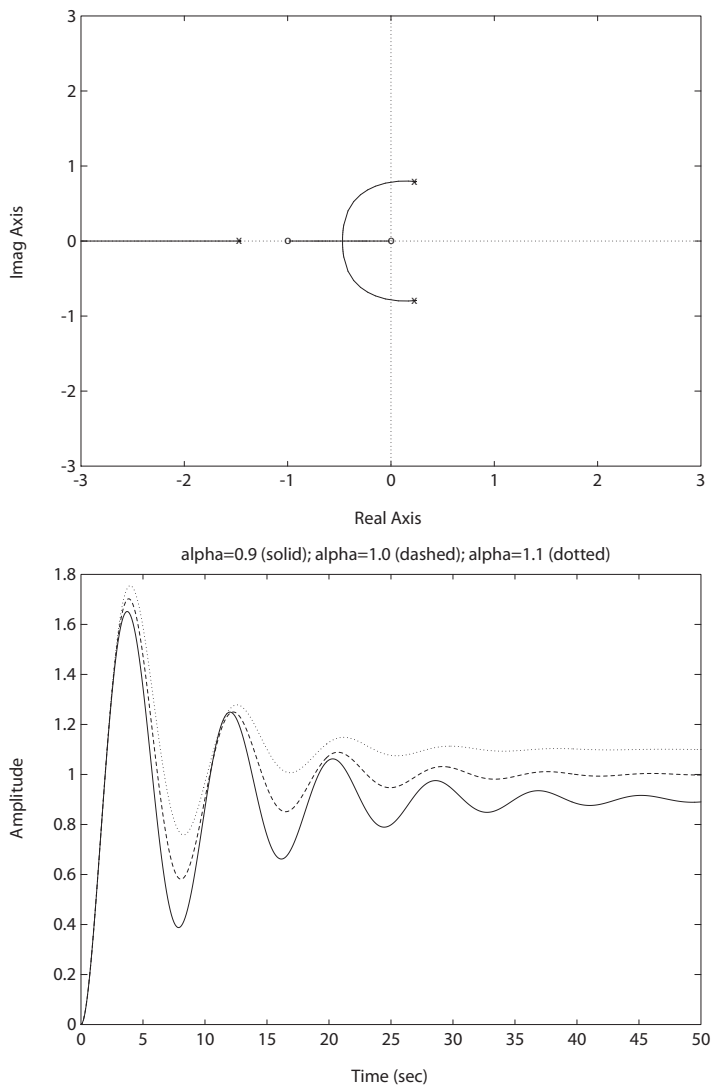 3
2
1
0
-1
-2
-3
Imag Axis
-3 -2 -1 0 1 2 3
Real Axis
alpha=0.9 (solid); alpha=1.0 (dashed); alpha=1.1 (dotted)
1.8
1.6
1.4
1.2
1.0
0.8
0.6
0.4
0.2
0
Amplitude
0 5 10 15 20 25 30 35 40 45 50
Time (sec)